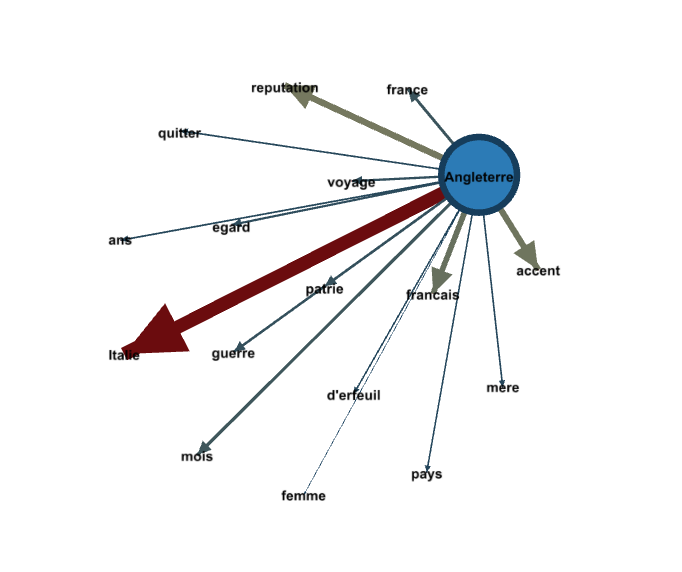 reputation
france
quitter
voyage
Angleterre
egard
ans
accent
patrie
francais
Italie
guerre
d'erfeuil
mere
mois
pays
femme